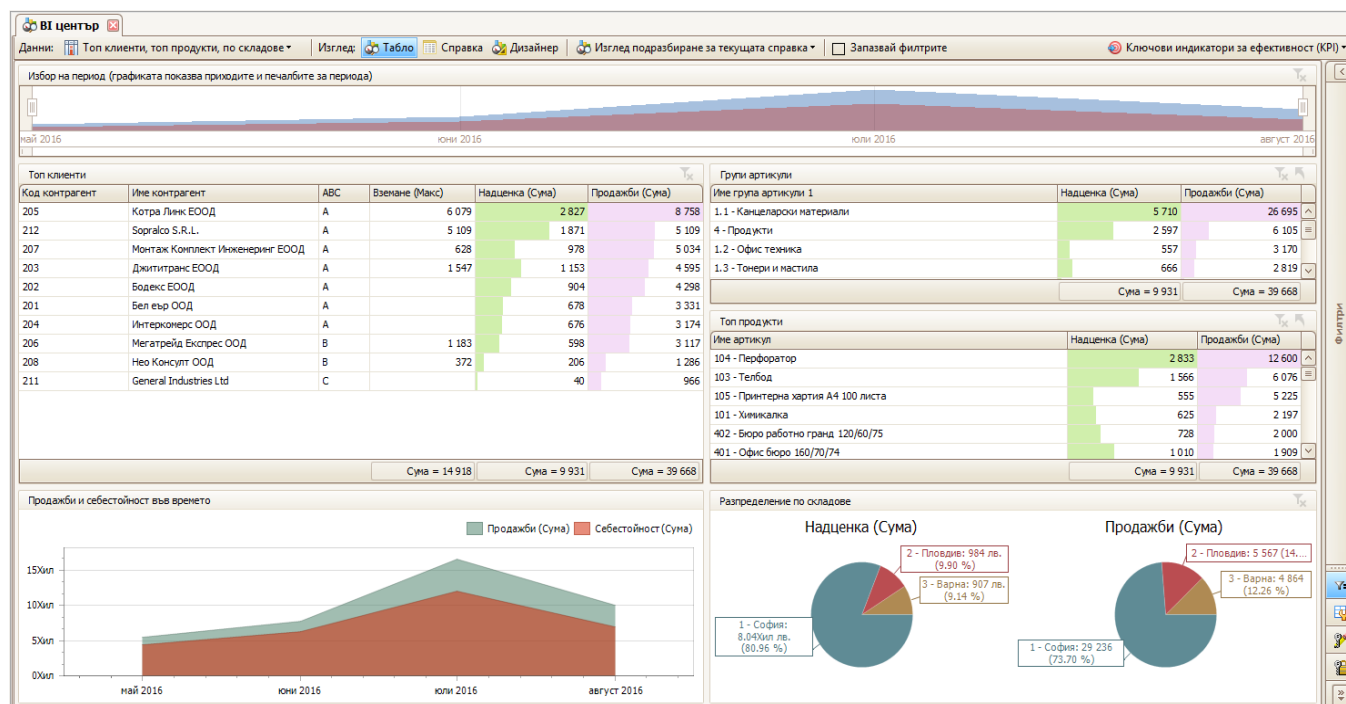 BI център
Данни: Топ клиенти, топ продукти, по складове Изглед: Табло Справка Дизайнер Изглед подразбиране за текущата справка Запазвай филтрите Ключови индикатори за ефективност (KPI)
Избор на период (графиката показва приходите и печалбите за периода)
май 2016 юни 2016 юли 2016 август 2016
Топ клиенти
Код контрагент Име контрагент ABC Вземане (Макс) Надценка (Сума) Продажби (Сума)
205 Котра Линк ЕООД A 6 079 2 827 8 758
212 Sopralco S.R.L. A 5 109 1 871 5 109
207 Монтаж Комплект Инженеринг ЕООД A 628 978 5 034
203 Джититранс ЕООД A 1 547 1 153 4 595
202 Бодекс ЕООД A 904 4 298
201 Бел еър ООД A 678 3 331
204 Интеркомерс ООД A 676 3 174
206 Мегатрейд Експрес ООД B 1 183 598 3 117
208 Нео Консулт ООД B 372 206 1 286
211 General Industries Ltd C 40 966
Сума = 14 918 Сума = 9 931 Сума = 39 668
Групи артикули
Име група артикули 1 Надценка (Сума) Продажби (Сума)
1.1 - Канцеларски материали 5 710 26 695
4 - Продукти 2 597 6 105
1.2 - Офис техника 557 3 170
1.3 - Тонери и мастила 666 2 819
Сума = 9 931 Сума = 39 668
Топ продукти
Име артикул Надценка (Сума) Продажби (Сума)
104 - Перфоратор 2 833 12 600
103 - Телбод 1 566 6 076
105 - Принтерна хартия А4 100 листа 555 5 225
101 - Химикалка 625 2 197
402 - Бюро работно гранд 120/60/75 728 2 000
401 - Офис бюро 160/70/74 1 010 1 909
Сума = 9 931 Сума = 39 668
Филтри
Продажби и себестойност във времето
Продажби (Сума) Себестойност (Сума)
15Хил
10Хил
5Хил
0Хил
май 2016 юни 2016 юли 2016 август 2016
Разпределение по складове
Надценка (Сума)
2 - Пловдив: 984 лв.
(9.90 %)
3 - Варна: 907 лв.
(9.14 %)
1 - София:
8.04Хил лв.
(80.96 %)
Продажби (Сума)
2 - Пловдив: 5 567 (14....
3 - Варна: 4 864
(12.26 %)
1 - София: 29 236
(73.70 %)